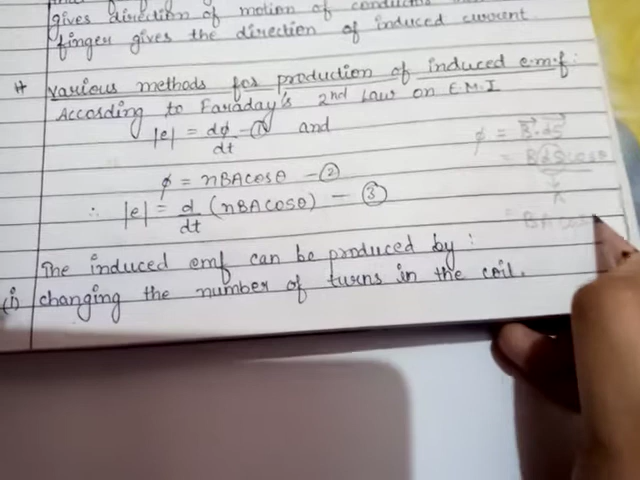 gives direction of motion of
finger gives the direction of induced current.
# various methods for production of induced e.m.f:
According to Faraday's 2nd Law on E.M.I
|e| = dφ/dt - ① and
φ = B⃗.dS⃗
= BdScosθ
φ = nBAcosθ - ②
∴ |e| = d/dt (nBAcosθ) - ③
The induced emf can be produced by :
(i) changing the number of turns in the coil.